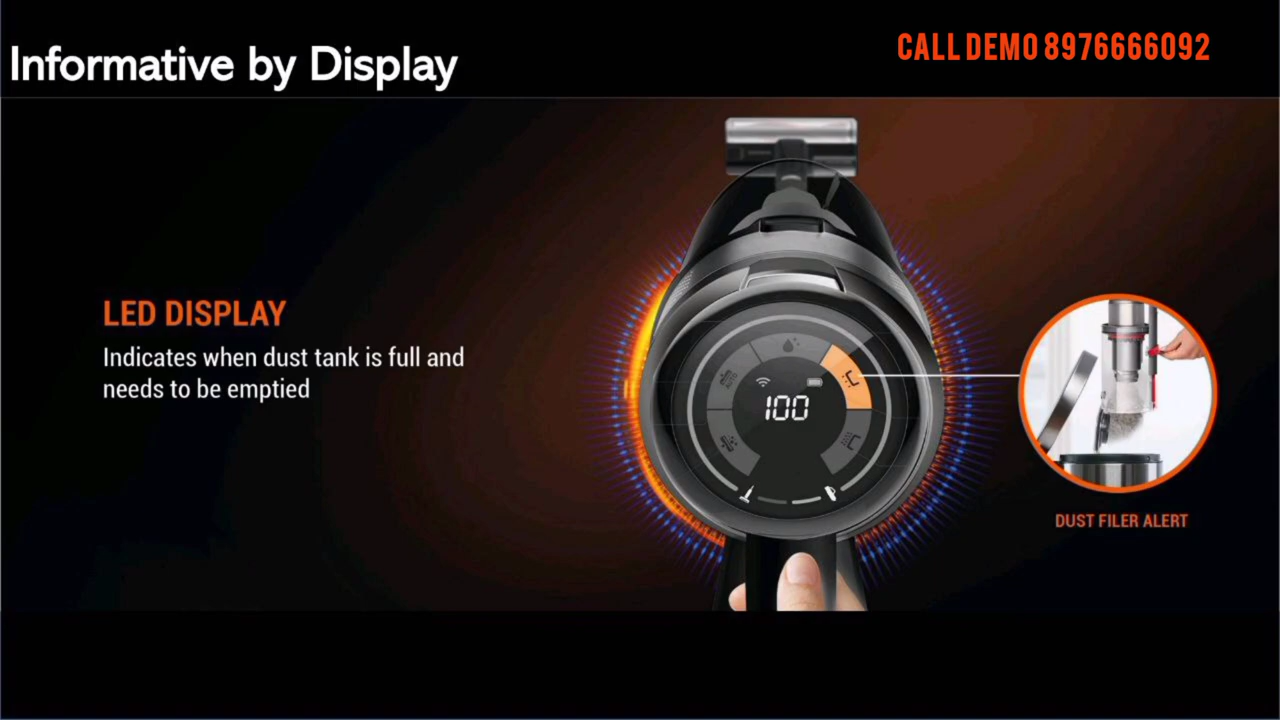 Informative by Display
CALL DEMO 8976666092
LED DISPLAY
Indicates when dust tank is full and
needs to be emptied
AUTO
100
DUST FILER ALERT